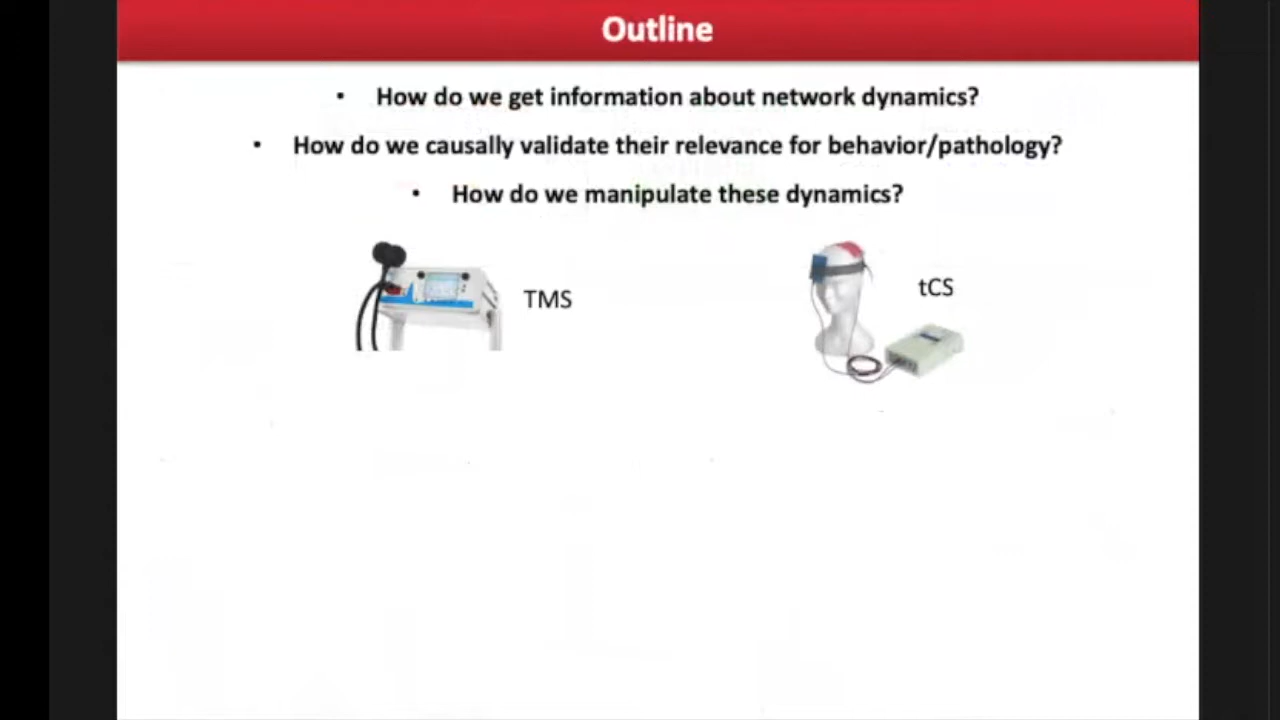 Outline
• How do we get information about network dynamics?
• How do we causally validate their relevance for behavior/pathology?
• How do we manipulate these dynamics?
TMS
tCS